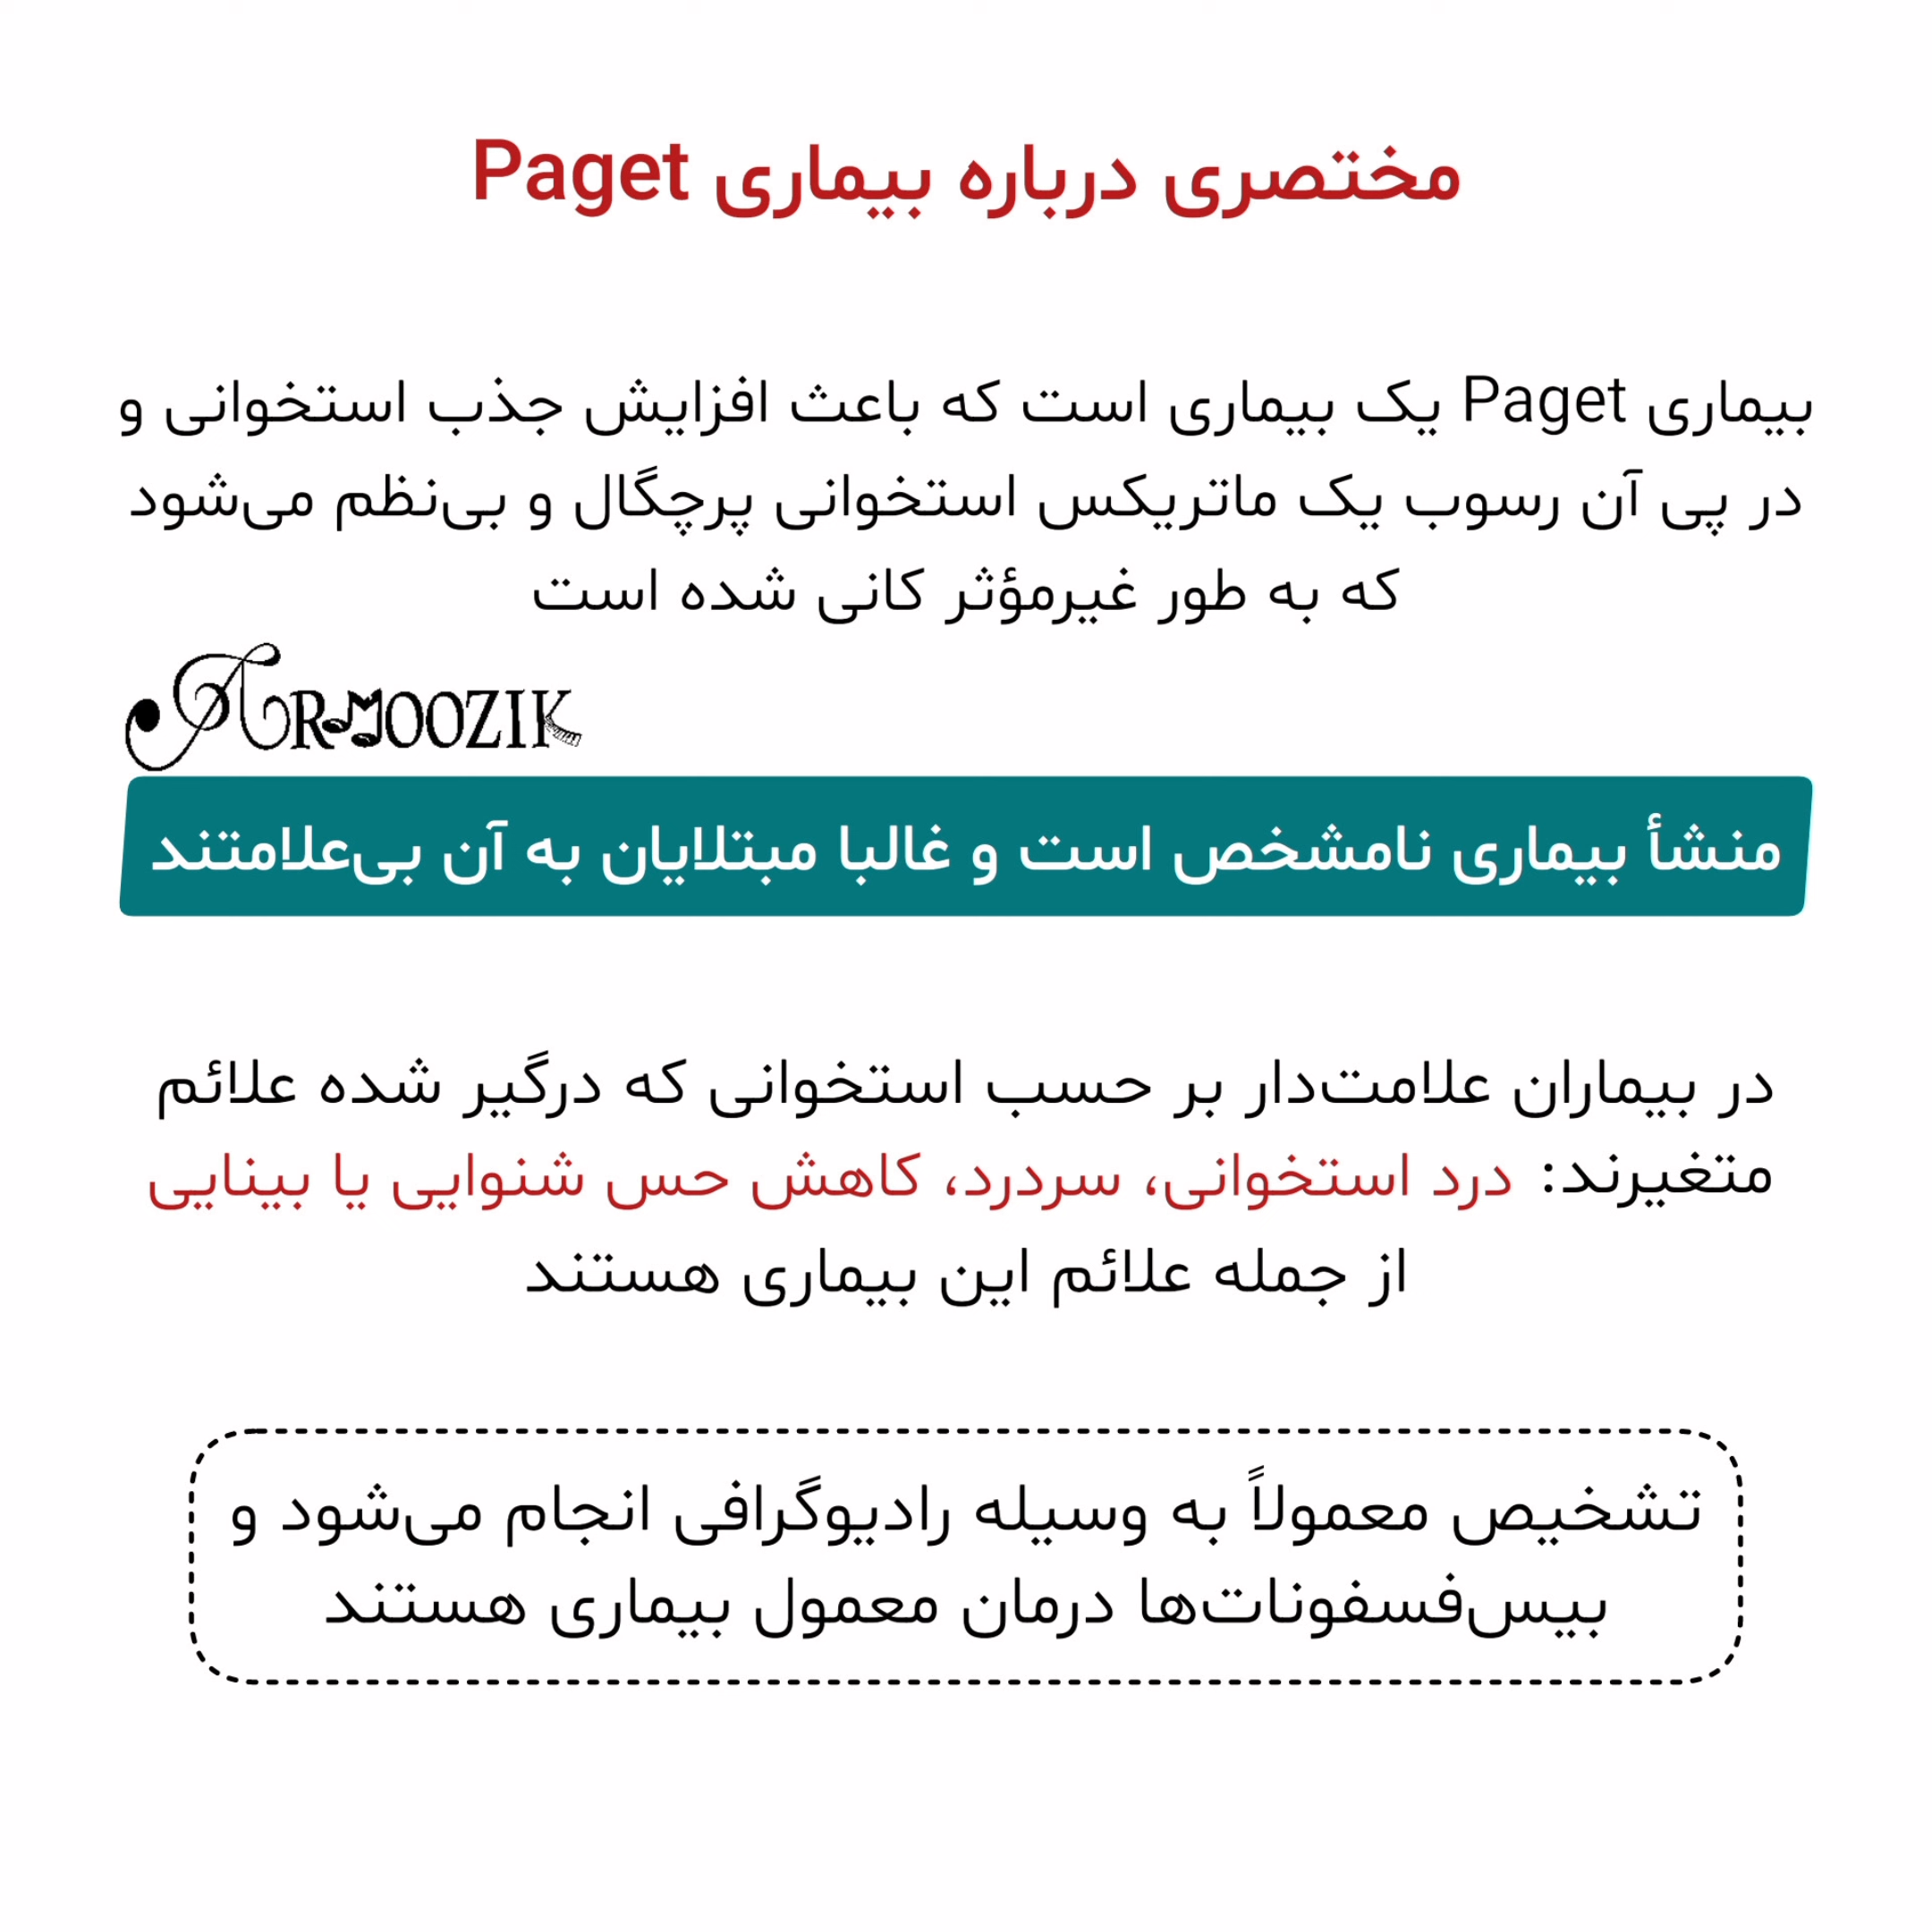 مختصری درباره بیماری Paget
بیماری Paget یک بیماری است که باعث افزایش جذب استخوانی و
در پی آن رسوب یک ماتریکس استخوانی پرچگال و بی‌نظم می‌شود
که به طور غیرمؤثر کانی شده است
ARMOOZIK
منشأ بیماری نامشخص است و غالبا مبتلایان به آن بی‌علامتند
در بیماران علامت‌دار بر حسب استخوانی که درگیر شده علائم
متغیرند: درد استخوانی، سردرد، کاهش حس شنوایی یا بینایی
از جمله علائم این بیماری هستند
تشخیص معمولاً به وسیله رادیوگرافی انجام می‌شود و
بیس‌فسفونات‌ها درمان معمول بیماری هستند